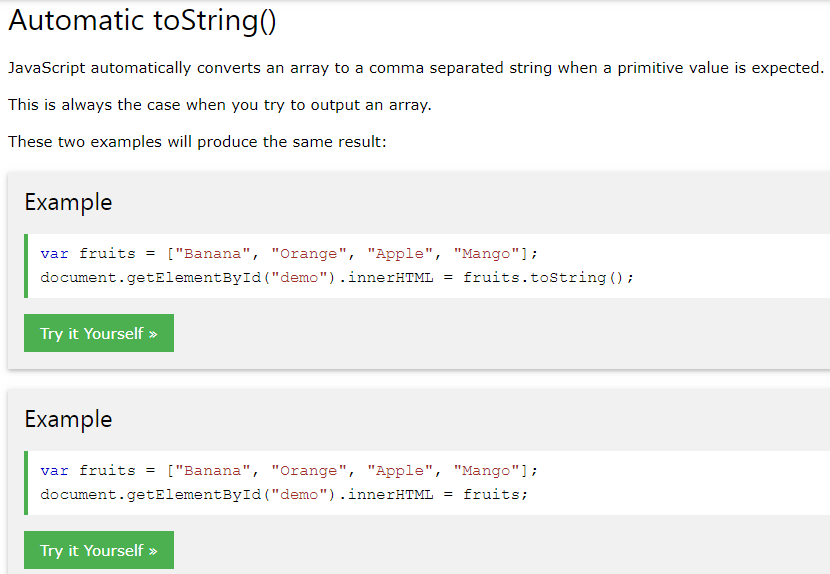 Automatic toString()
JavaScript automatically converts an array to a comma separated string when a primitive value is expected.
This is always the case when you try to output an array.
These two examples will produce the same result:
Example
var fruits = ["Banana", "Orange", "Apple", "Mango"];
document.getElementById("demo").innerHTML = fruits.toString();
Try it Yourself »
Example
var fruits = ["Banana", "Orange", "Apple", "Mango"];
document.getElementById("demo").innerHTML = fruits;
Try it Yourself »